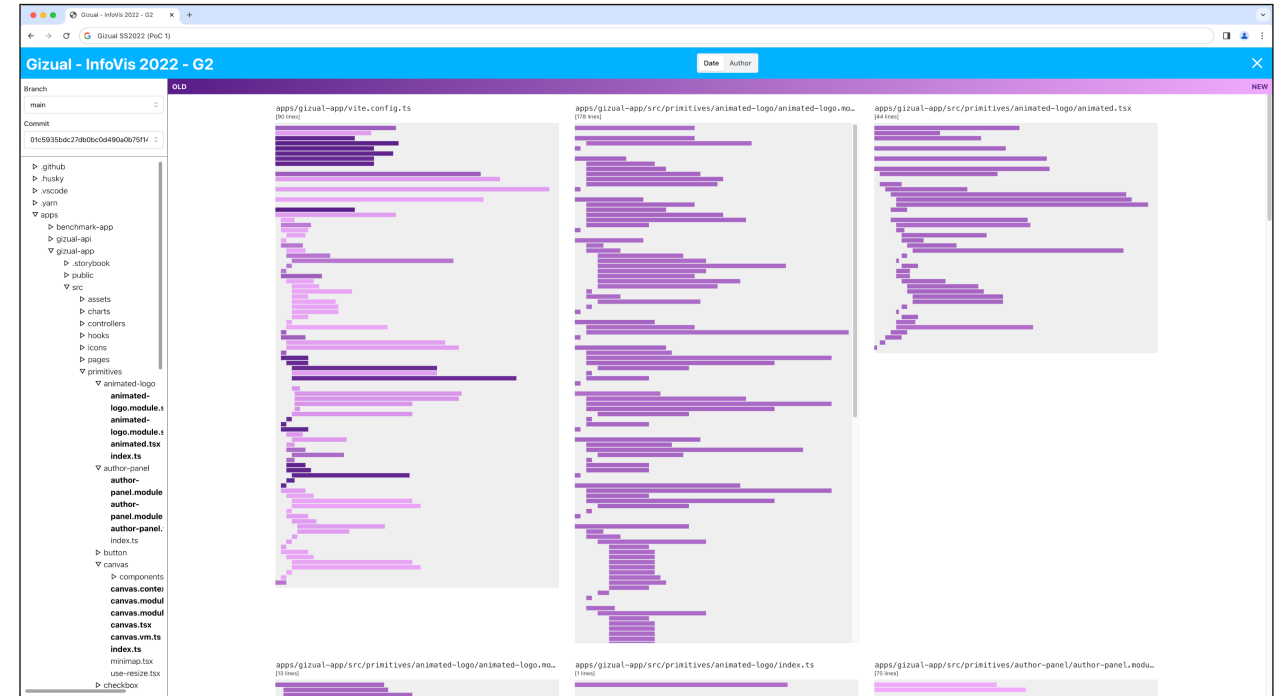 Gizual - InfoVis 2022 - G2
Gizual SS2022 (PoC 1)
Gizual - InfoVis 2022 - G2
Date Author
OLD NEW
Branch
main
Commit
01c5935bdc27db0bc0d490a0b75f14
.github
.husky
.vscode
.yarn
apps
benchmark-app
gizual-api
gizual-app
.storybook
public
src
assets
charts
controllers
hooks
icons
pages
primitives
animated-logo
animated-
logo.module.s
animated-
logo.module.s
animated.tsx
index.ts
author-panel
author-
panel.module
author-
panel.module
author-panel.
index.ts
button
canvas
components
canvas.contex
canvas.modul
canvas.modul
canvas.tsx
canvas.vm.ts
index.ts
minimap.tsx
use-resize.tsx
checkbox
apps/gizual-app/vite.config.ts
[90 lines]
apps/gizual-app/src/primitives/animated-logo/animated-logo.mo…
[178 lines]
apps/gizual-app/src/primitives/animated-logo/animated.tsx
[44 lines]
apps/gizual-app/src/primitives/animated-logo/animated-logo.mo…
[13 lines]
apps/gizual-app/src/primitives/animated-logo/index.ts
[1 lines]
apps/gizual-app/src/primitives/author-panel/author-panel.modu…
[75 lines]